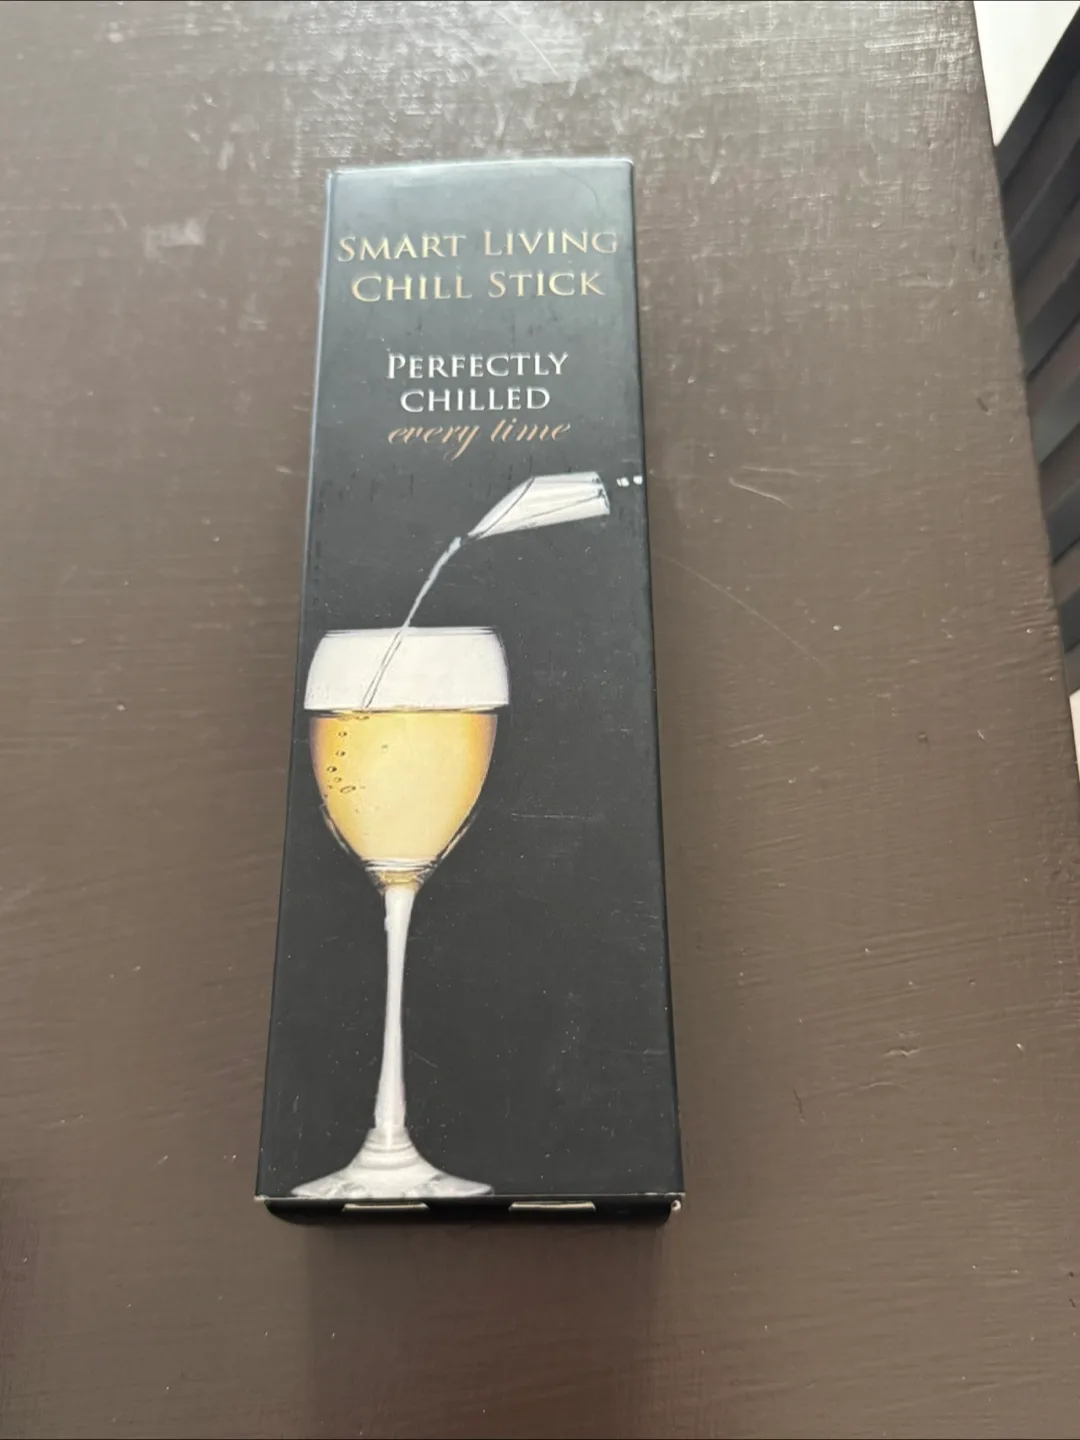 SMART LIVING
CHILL STICK
PERFECTLY
CHILLED
every time